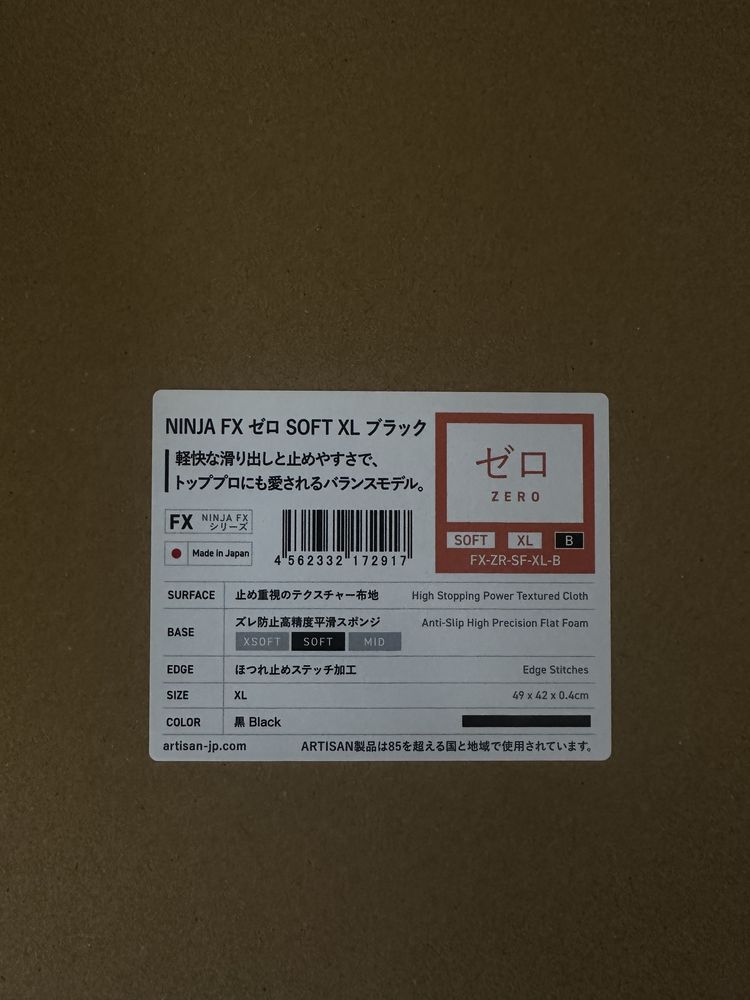 NINJA FX ゼロ SOFT XL ブラック
軽快な滑り出しと止めやすさで、
トッププロにも愛されるバランスモデル。
FX NINJA FX
シリーズ
Made in Japan
4 562332 172917
ゼロ
ZERO
SOFT XL B
FX-ZR-SF-XL-B
SURFACE 止め重視のテクスチャー布地 High Stopping Power Textured Cloth
BASE ズレ防止高精度平滑スポンジ Anti-Slip High Precision Flat Foam
XSOFT SOFT MID
EDGE ほつれ止めステッチ加工 Edge Stitches
SIZE XL 49 x 42 x 0.4cm
COLOR 黒 Black
artisan-jp.com ARTISAN製品は85を超える国と地域で使用されています。